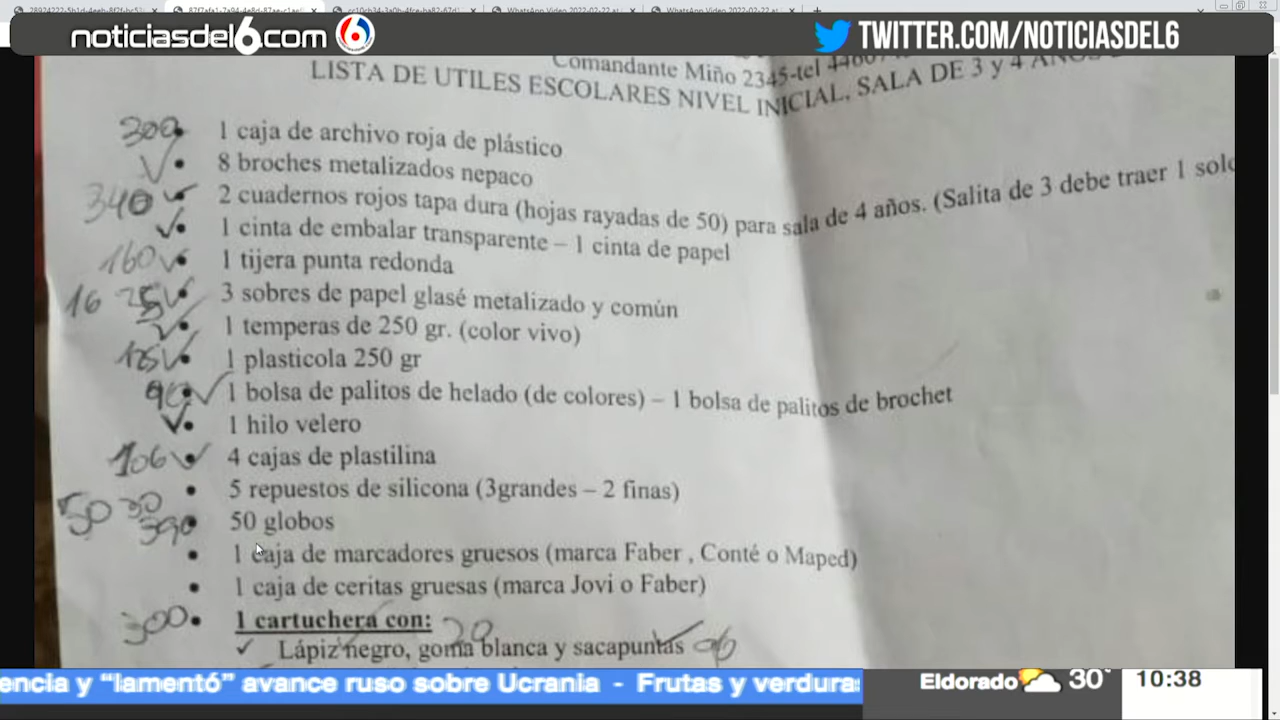 noticiasdel6.com
TWITTER.COM/NOTICIASDEL6
Comandante Miño 2345-tel
LISTA DE UTILES ESCOLARES NIVEL INICIAL, SALA DE 3 y 4 AÑOS
300 • 1 caja de archivo roja de plástico
• 8 broches metalizados nepaco
340 • 2 cuadernos rojos tapa dura (hojas rayadas de 50) para sala de 4 años. (Salita de 3 debe traer 1 solo
• 1 cinta de embalar transparente – 1 cinta de papel
160 • 1 tijera punta redonda
16 • 3 sobres de papel glasé metalizado y común
• 1 temperas de 250 gr. (color vivo)
• 1 plasticola 250 gr
90 • 1 bolsa de palitos de helado (de colores) – 1 bolsa de palitos de brochet
• 1 hilo velero
106 • 4 cajas de plastilina
• 5 repuestos de silicona (3grandes – 2 finas)
50 30
390 • 50 globos
• 1 caja de marcadores gruesos (marca Faber , Conté o Maped)
• 1 caja de ceritas gruesas (marca Jovi o Faber)
300 • 1 cartuchera con:
✓ Lápiz negro, goma blanca y sacapuntas
encia y “lamentó” avance ruso sobre Ucrania - Frutas y verduras
Eldorado 30° 10:38